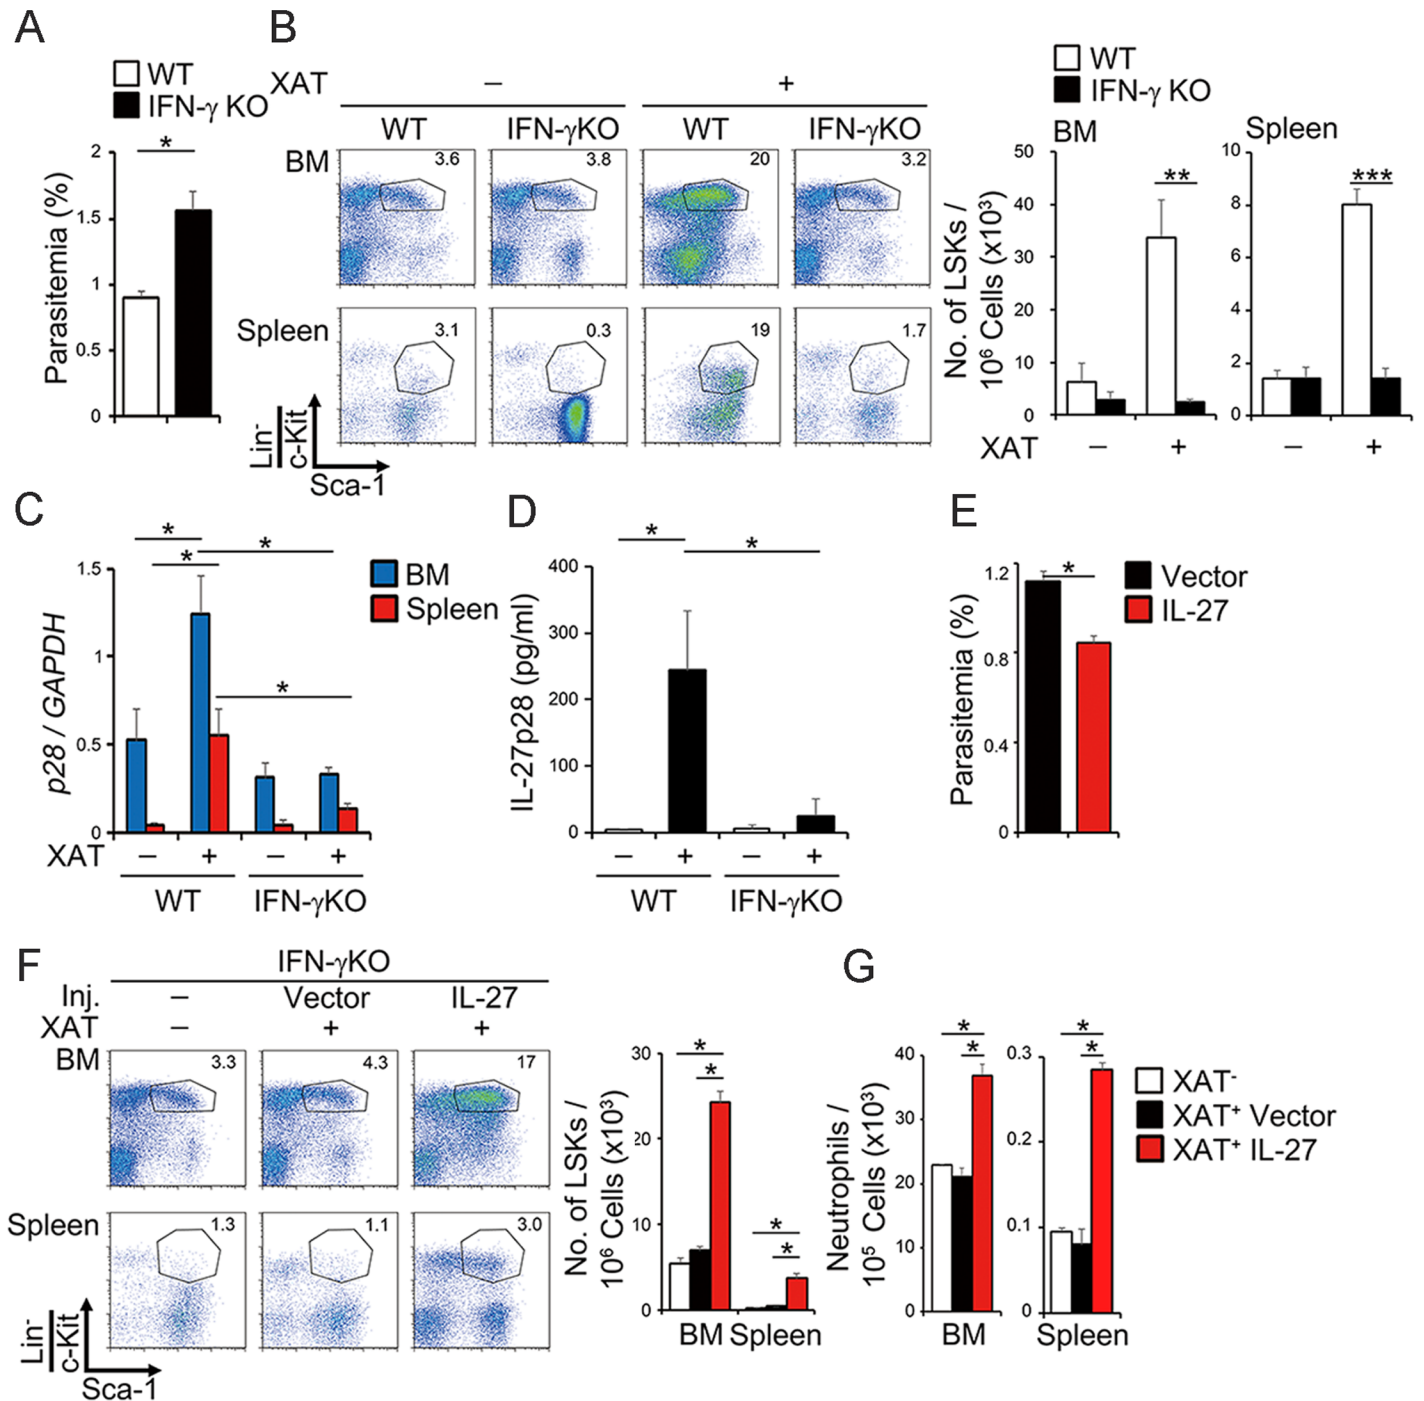 A
WT
IFN-γ KO
*
Parasitemia (%)
2
1.5
1
0.5
0
B
XAT – +
WT IFN-γKO WT IFN-γKO
BM 3.6 3.8 20 3.2
Spleen 3.1 0.3 19 1.7
Lin⁻
c-Kit
Sca-1
WT
IFN-γ KO
BM
Spleen
No. of LSKs /
10⁶ Cells (x10³)
50
40
30
20
10
0
**
10
8
6
4
2
0
***
XAT – + – +
C
* * * *
p28 / GAPDH
1.5
1
0.5
0
BM
Spleen
XAT – + – +
WT IFN-γKO
D
* *
IL-27p28 (pg/ml)
400
300
200
100
0
– + – +
WT IFN-γKO
E
*
Parasitemia (%)
1.2
0.8
0.4
0
Vector
IL-27
F
IFN-γKO
Inj. – Vector IL-27
XAT – + +
BM 3.3 4.3 17
Spleen 1.3 1.1 3.0
Lin⁻
c-Kit
Sca-1
No. of LSKs /
10⁶ Cells (x10³)
30
20
10
0
* *
* *
BM Spleen
G
Neutrophils /
10⁵ Cells (x10³)
40
30
20
10
0
* *
BM
0.3
0.2
0.1
0
* *
Spleen
XAT⁻
XAT⁺ Vector
XAT⁺ IL-27